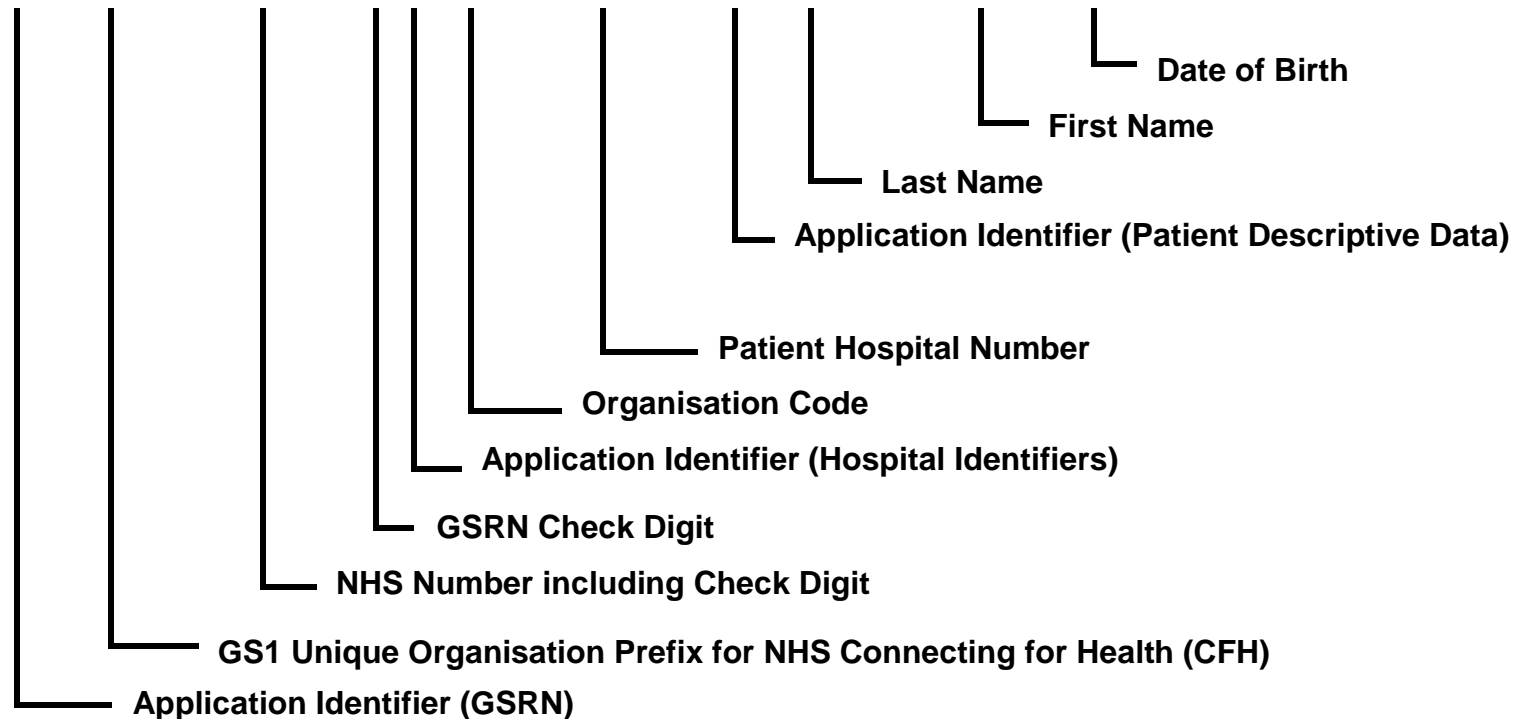 Date of Birth
First Name
Last Name
Application Identifier (Patient Descriptive Data)
Patient Hospital Number
Organisation Code
Application Identifier (Hospital Identifiers)
GSRN Check Digit
NHS Number including Check Digit
GS1 Unique Organisation Prefix for NHS Connecting for Health (CFH)
Application Identifier (GSRN)